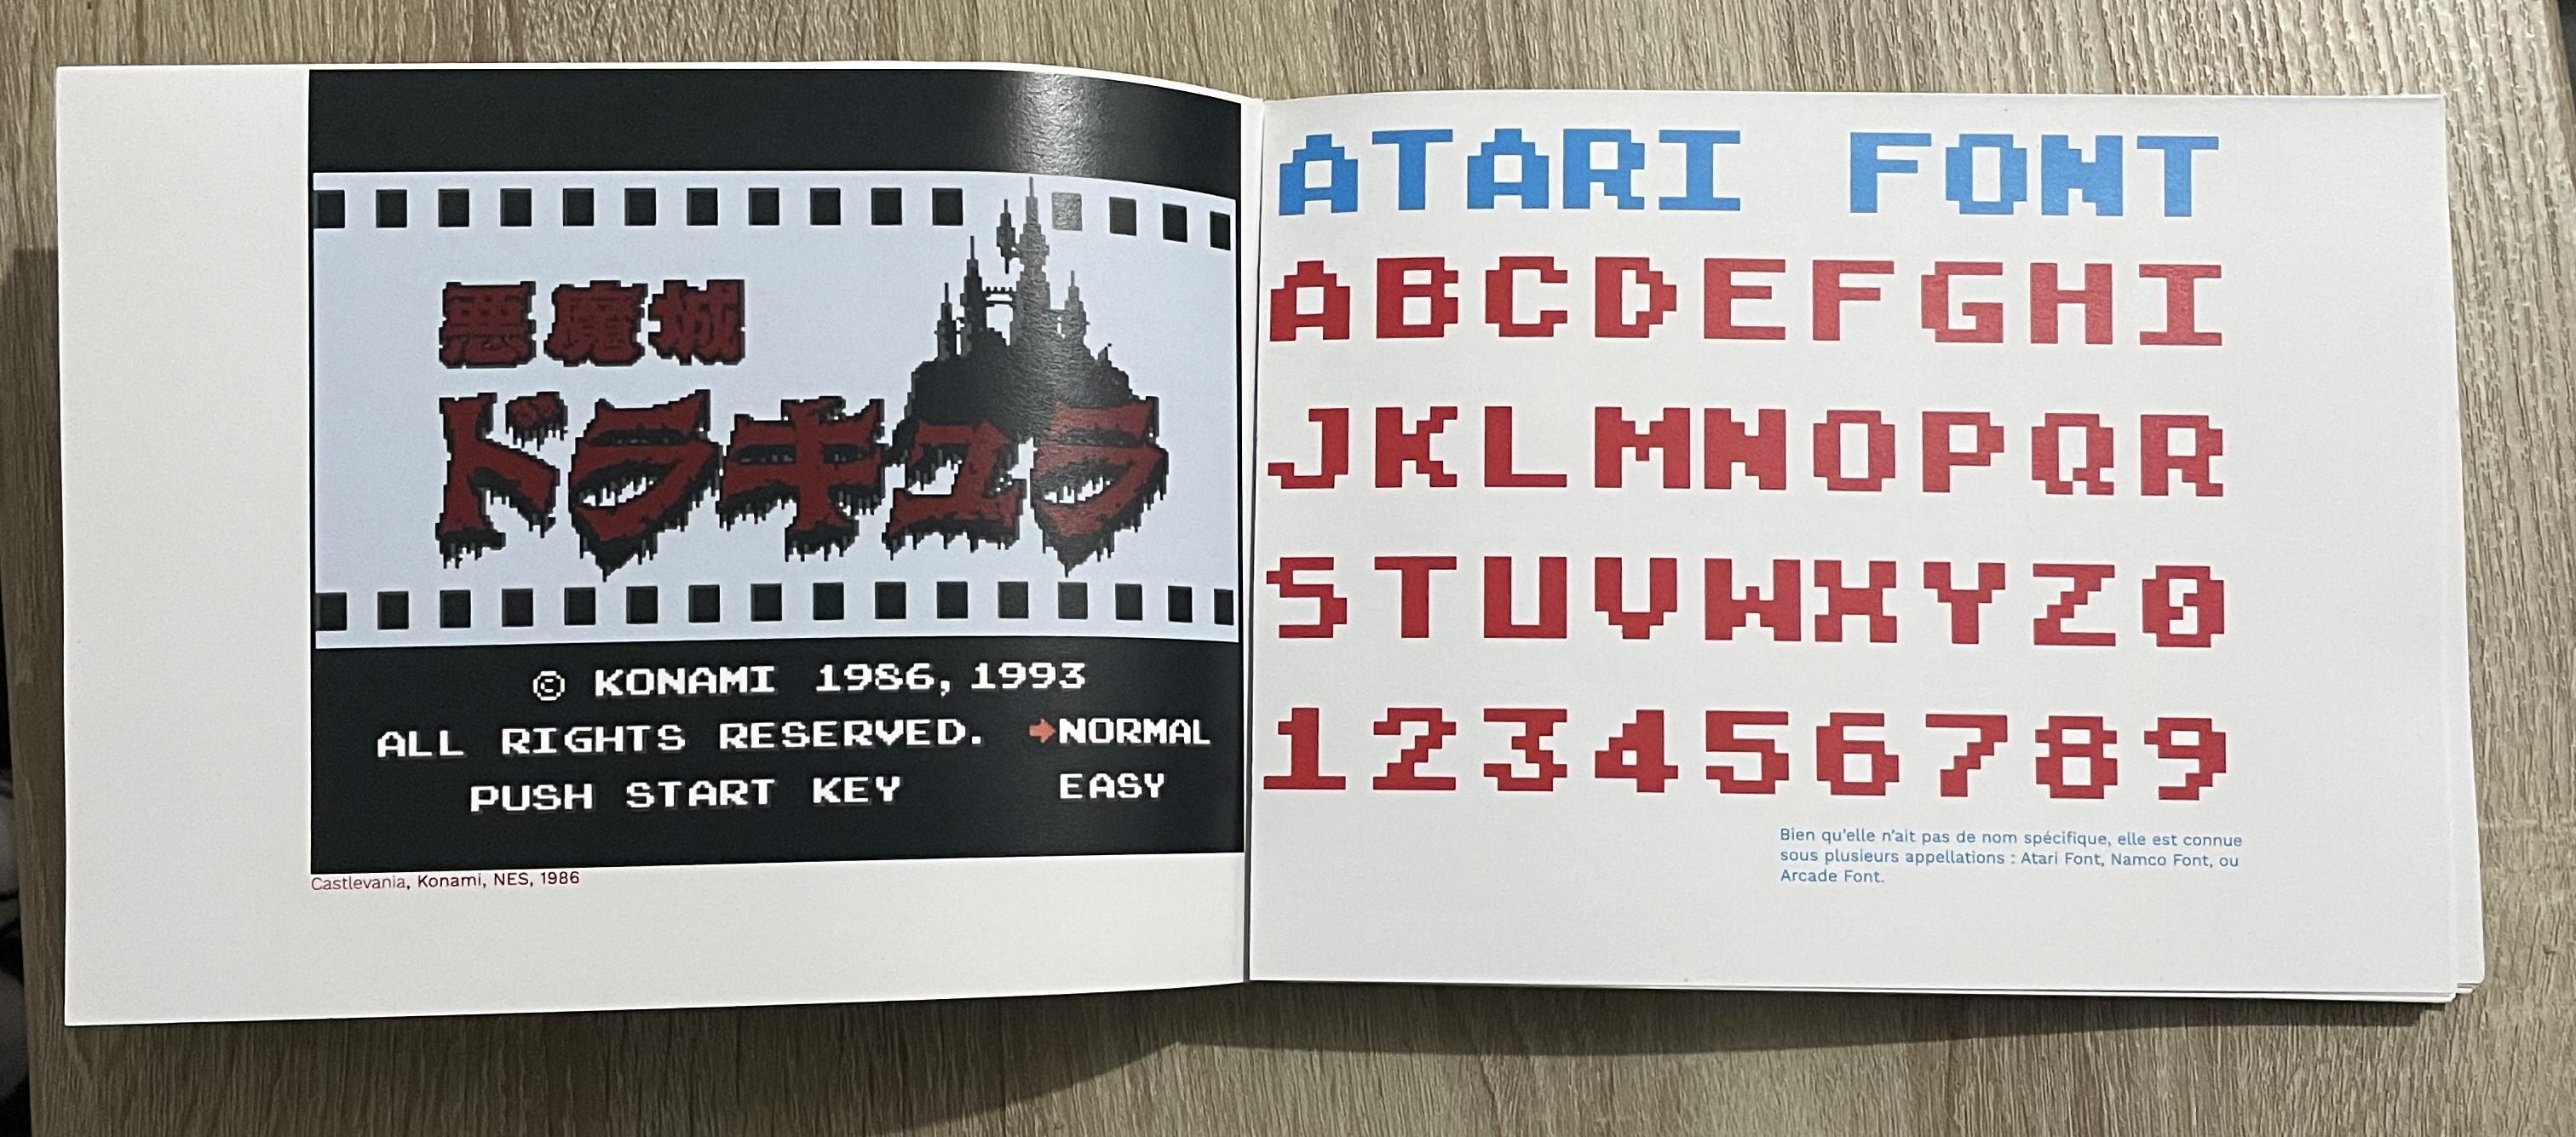 悪魔城
ドラキュラ
© KONAMI 1986, 1993
ALL RIGHTS RESERVED.
PUSH START KEY
NORMAL
EASY
Castlevania, Konami, NES, 1986
ATARI FONT
ABCDEFGHI
JKLMNOPQR
STUVWXYZ0
123456789
Bien qu'elle n'ait pas de nom spécifique, elle est connue
sous plusieurs appellations : Atari Font, Namco Font, ou
Arcade Font.